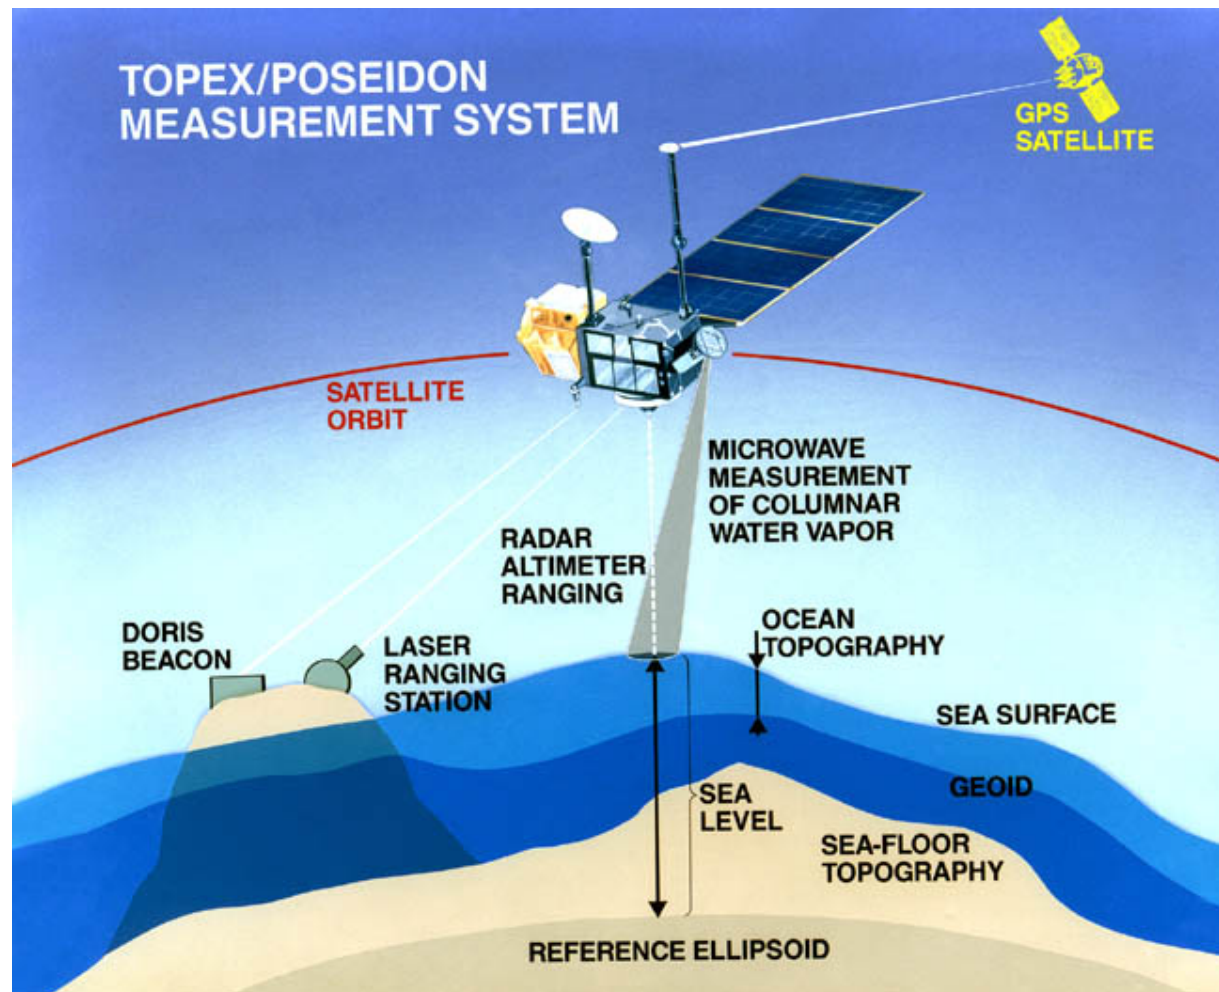 TOPEX/POSEIDON
MEASUREMENT SYSTEM
GPS
SATELLITE
SATELLITE
ORBIT
MICROWAVE
MEASUREMENT
OF COLUMNAR
WATER VAPOR
RADAR
ALTIMETER
RANGING
DORIS
BEACON
LASER
RANGING
STATION
OCEAN
TOPOGRAPHY
SEA SURFACE
GEOID
SEA
LEVEL
SEA-FLOOR
TOPOGRAPHY
REFERENCE ELLIPSOID